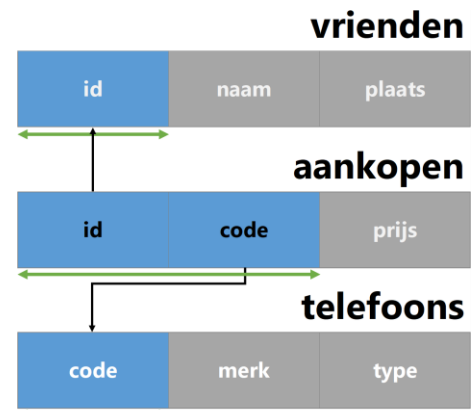 vrienden
id naam plaats
aankopen
id code prijs
telefoons
code merk type